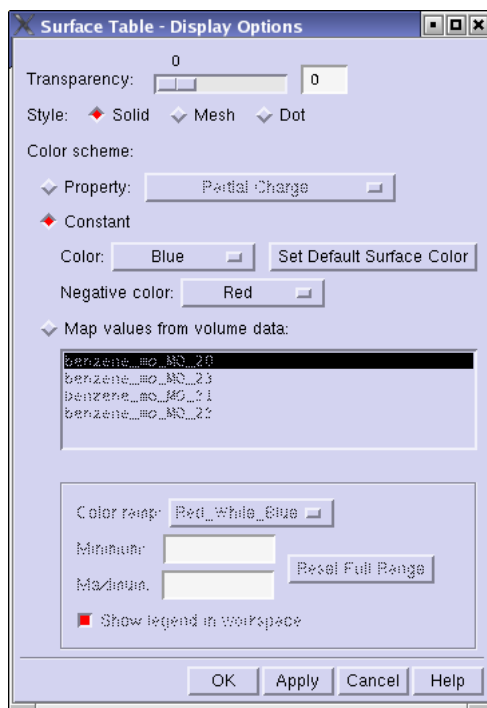 Surface Table - Display Options
0
Transparency: 0
Style: Solid Mesh Dot
Color scheme:
Property: Partial Charge
Constant
Color: Blue Set Default Surface Color
Negative color: Red
Map values from volume data:
benzene_mo_MO_20
benzene_mo_MO_23
benzene_mo_MO_21
benzene_mo_MO_22
Color ramp: Red_White_Blue
Minimum:
Reset Full Range
Maximum:
Show legend in workspace
OK Apply Cancel Help